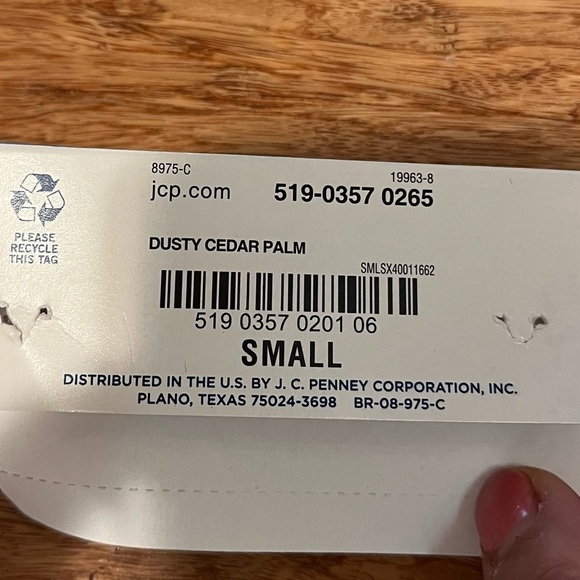 8975-C 19963-8
jcp.com 519-0357 0265
PLEASE
RECYCLE
THIS TAG
DUSTY CEDAR PALM
SMLSX40011662
519 0357 0201 06
SMALL
DISTRIBUTED IN THE U.S. BY J. C. PENNEY CORPORATION, INC.
PLANO, TEXAS 75024-3698 BR-08-975-C